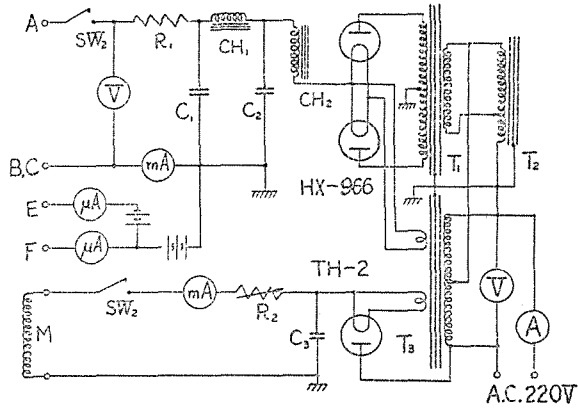 A
SW₂
R₁
CH₁
V
C₁
C₂
CH₂
B,C
mA
HX-966
T₁
T₂
E
μA
F
μA
TH-2
SW₂
mA
R₂
M
C₃
T₃
V
A
A.C. 220V